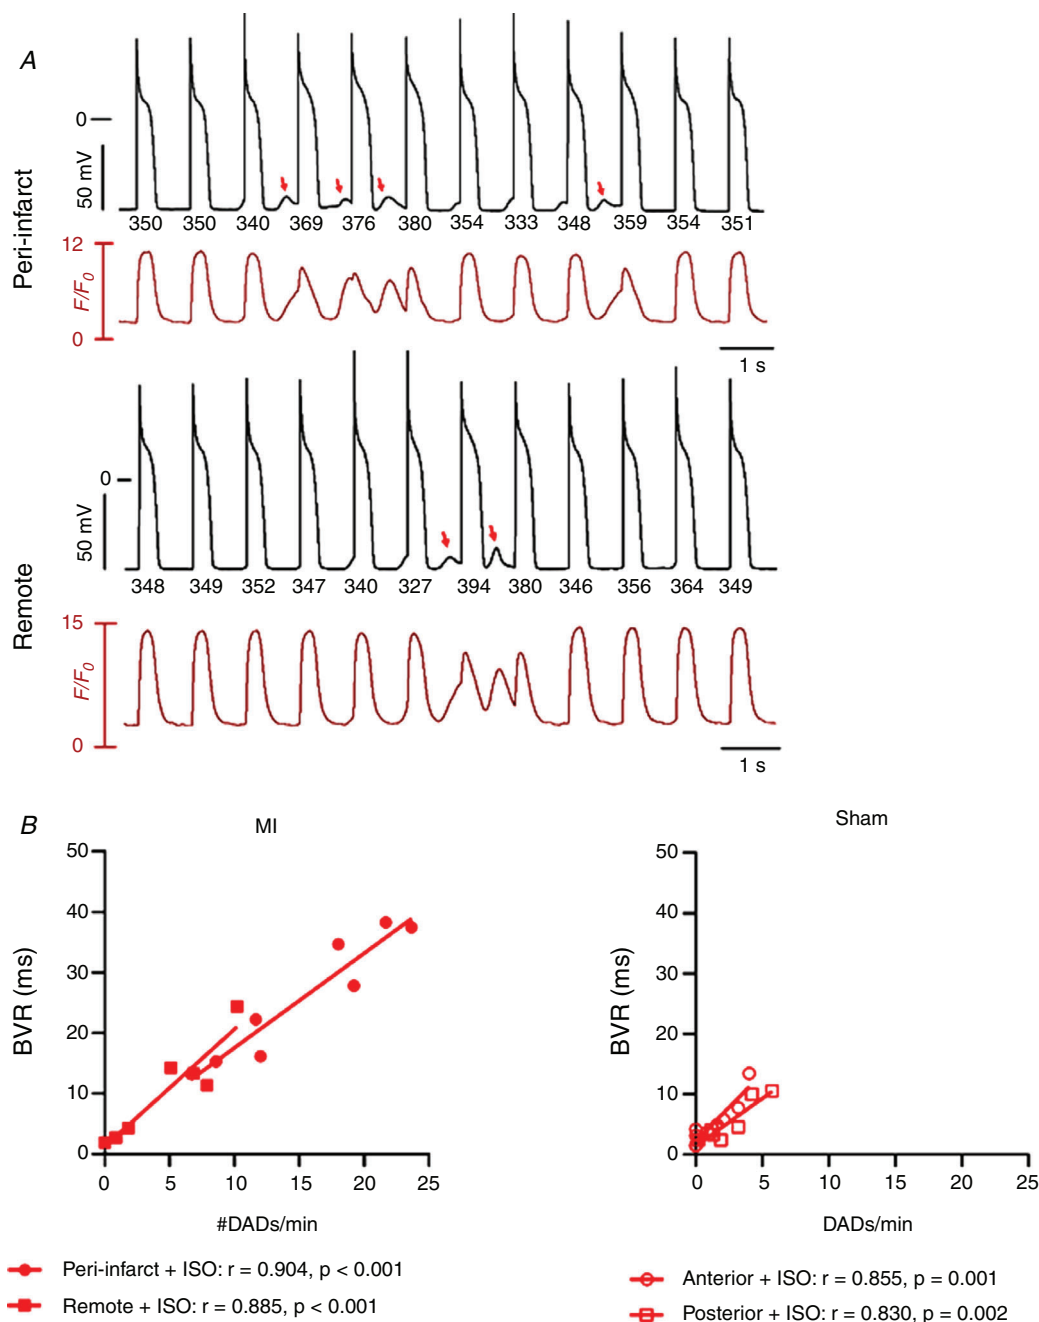 A
Peri-infarct
0
50 mV
350 350 340 369 376 380 354 333 348 359 354 351
12
F/F0
0
1 s
Remote
0
50 mV
348 349 352 347 340 327 394 380 346 356 364 349
15
F/F0
0
1 s
B
MI
50
40
30
20
10
0
BVR (ms)
0 5 10 15 20 25
#DADs/min
Peri-infarct + ISO: r = 0.904, p < 0.001
Remote + ISO: r = 0.885, p < 0.001
Sham
50
40
30
20
10
0
BVR (ms)
0 5 10 15 20 25
DADs/min
Anterior + ISO: r = 0.855, p = 0.001
Posterior + ISO: r = 0.830, p = 0.002